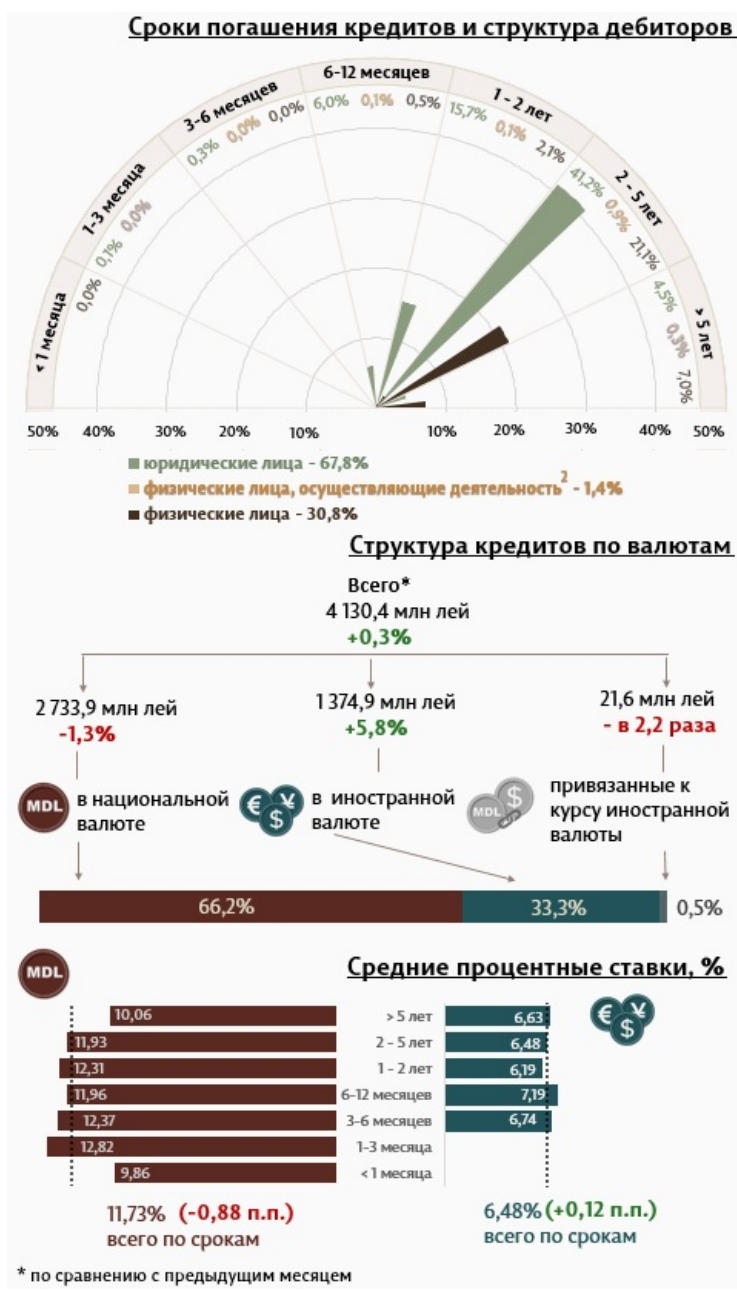 Сроки погашения кредитов и структура дебиторов
< 1 месяца
1-3 месяца
3-6 месяцев
6-12 месяцев
1 - 2 лет
2 - 5 лет
> 5 лет
0,0%
0,1% 0,0%
0,3% 0,0% 0,0%
6,0% 0,1% 0,5%
15,7% 0,1% 2,1%
41,2% 0,9% 21,1%
4,5% 0,3% 7,0%
50% 40% 30% 20% 10% 10% 20% 30% 40% 50%
юридические лица - 67,8%
физические лица, осуществляющие деятельность2 - 1,4%
физические лица - 30,8%
Структура кредитов по валютам
Всего*
4 130,4 млн лей
+0,3%
2 733,9 млн лей
-1,3%
1 374,9 млн лей
+5,8%
21,6 млн лей
- в 2,2 раза
MDL
в национальной
валюте
€ ¥ $
в иностранной
валюте
MDL $
привязанные к
курсу иностранной
валюты
66,2% 33,3% 0,5%
MDL
Средние процентные ставки, %
€ ¥ $
10,06 > 5 лет 6,63
11,93 2 - 5 лет 6,48
12,31 1 - 2 лет 6,19
11,96 6-12 месяцев 7,19
12,37 3-6 месяцев 6,74
12,82 1-3 месяца
9,86 < 1 месяца
11,73% (-0,88 п.п.)
всего по срокам
6,48% (+0,12 п.п.)
всего по срокам
* по сравнению с предыдущим месяцем